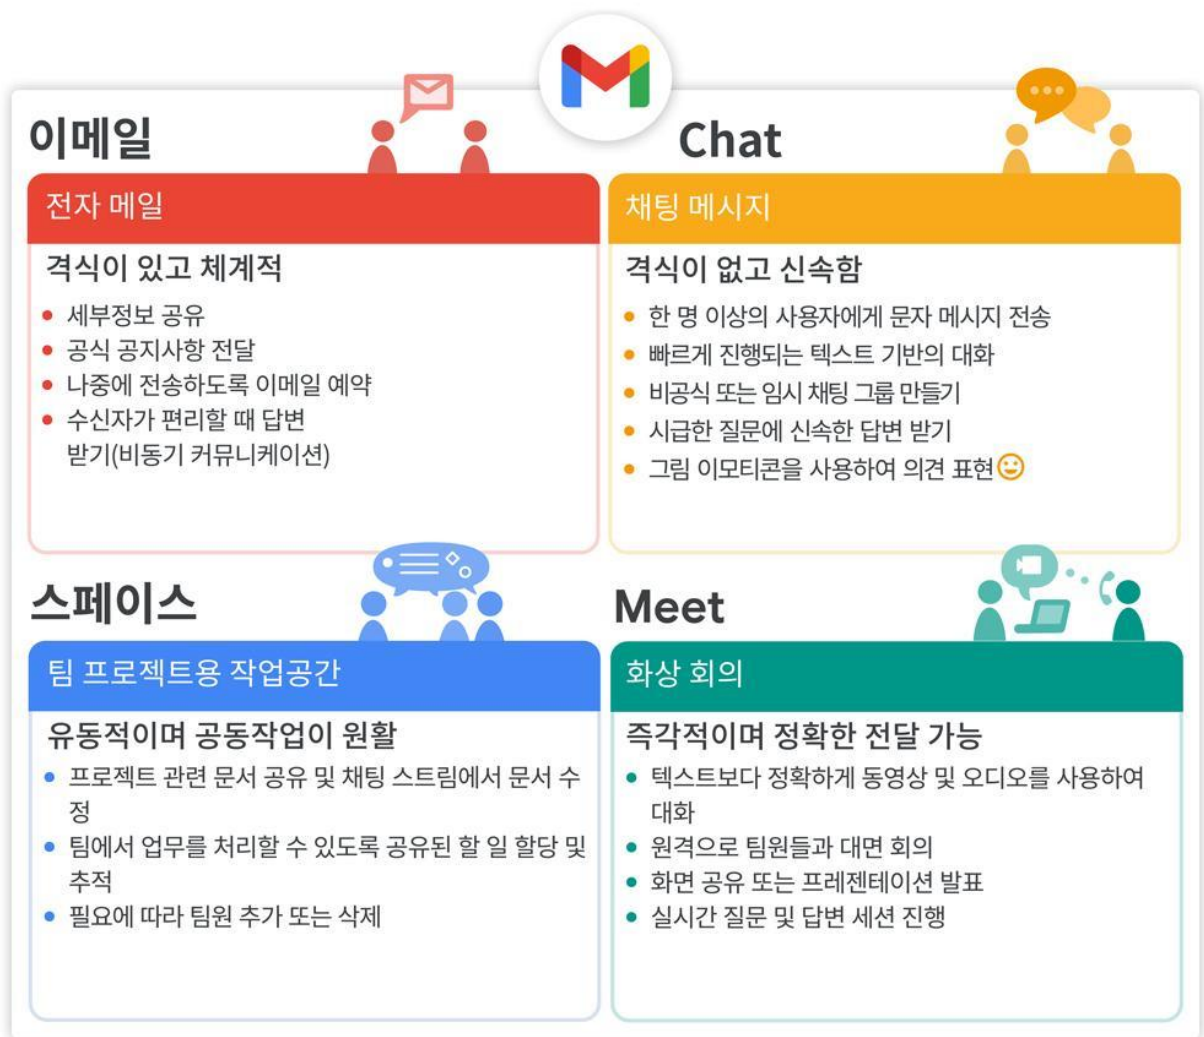 이메일
전자 메일
격식이 있고 체계적
세부정보 공유
공식 공지사항 전달
나중에 전송하도록 이메일 예약
수신자가 편리할 때 답변
받기(비동기 커뮤니케이션)
Chat
채팅 메시지
격식이 없고 신속함
한 명 이상의 사용자에게 문자 메시지 전송
빠르게 진행되는 텍스트 기반의 대화
비공식 또는 임시 채팅 그룹 만들기
시급한 질문에 신속한 답변 받기
그림 이모티콘을 사용하여 의견 표현
스페이스
팀 프로젝트용 작업공간
유동적이며 공동작업이 원활
프로젝트 관련 문서 공유 및 채팅 스트림에서 문서 수
정
팀에서 업무를 처리할 수 있도록 공유된 할 일 할당 및
추적
필요에 따라 팀원 추가 또는 삭제
Meet
화상 회의
즉각적이며 정확한 전달 가능
텍스트보다 정확하게 동영상 및 오디오를 사용하여
대화
원격으로 팀원들과 대면 회의
화면 공유 또는 프레젠테이션 발표
실시간 질문 및 답변 세션 진행